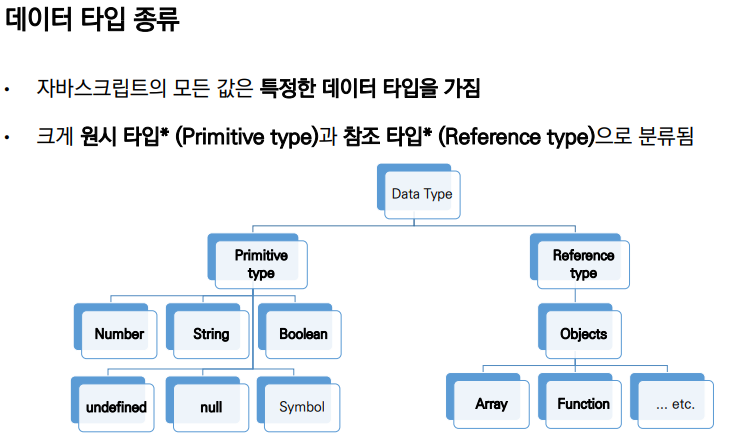 데이터 타입 종류
• 자바스크립트의 모든 값은 특정한 데이터 타입을 가짐
• 크게 원시 타입* (Primitive type)과 참조 타입* (Reference type)으로 분류됨
Data Type
Primitive
type
Reference
type
Number
String
Boolean
Objects
undefined
null
Symbol
Array
Function
... etc.